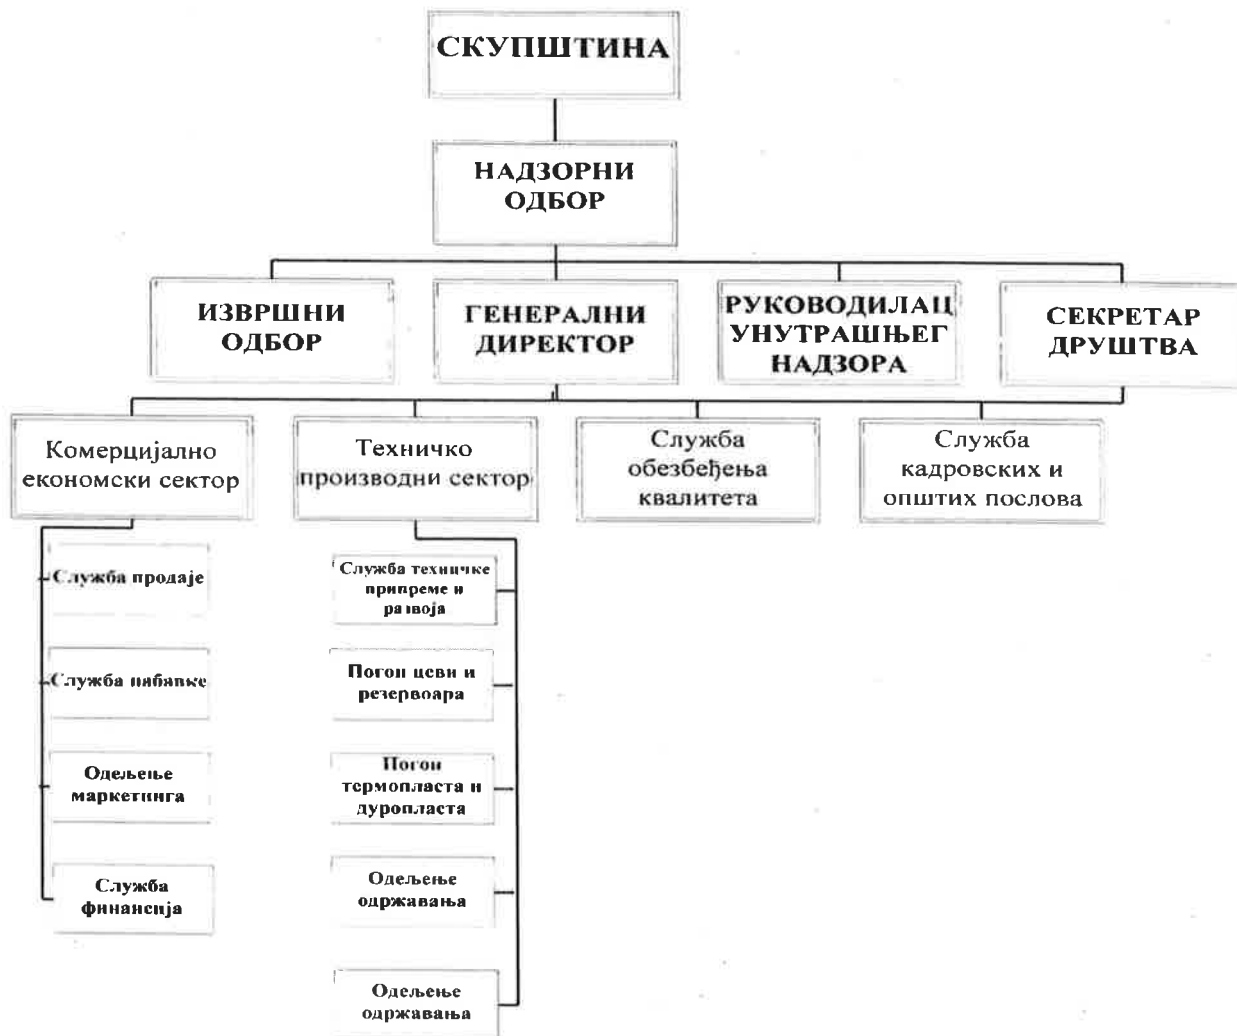 СКУПШТИНА
НАДЗОРНИ
ОДБОР
ИЗВРШНИ
ОДБОР
ГЕНЕРАЛНИ
ДИРЕКТОР
РУКОВОДИЛАЦ
УНУТРАШЊЕГ
НАДЗОРА
СЕКРЕТАР
ДРУШТВА
Комерцијално
економски сектор
Техничко
производни сектор
Служба
обезбеђења
квалитета
Служба
кадровских и
општих послова
Служба продаје
Служба набавке
Одељење
маркетинга
Служба
финансија
Служба техничке
припреме и
развоја
Погон цеви и
резервоара
Погон
термопласта и
дуропласта
Одељење
одржавања
Одељење
одржавања